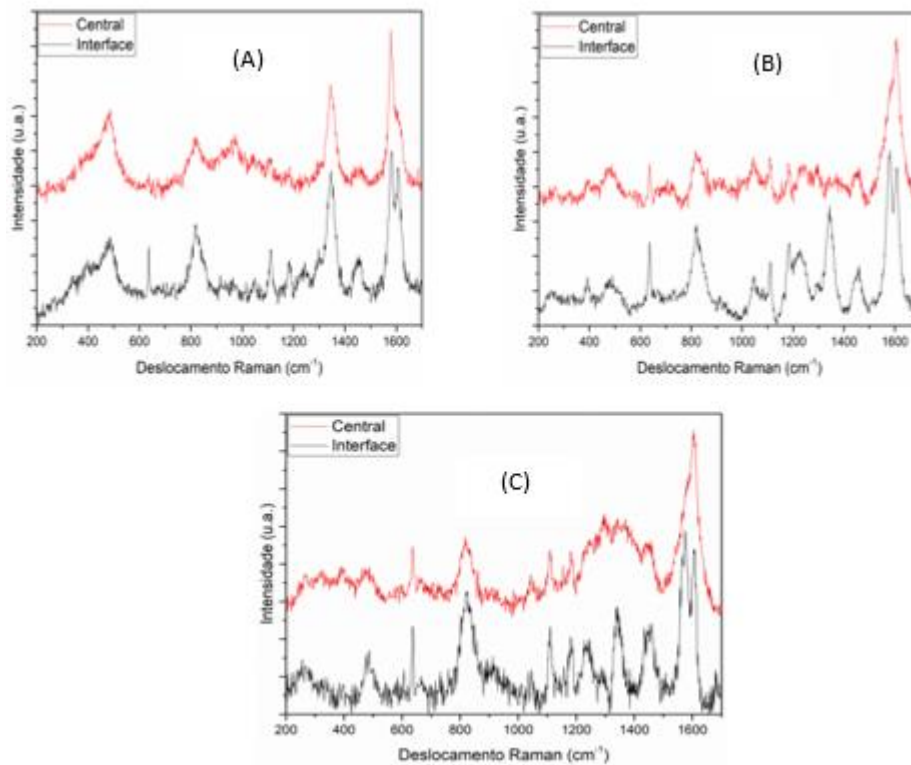 Central
Interface
(A)
Intensidade (u.a.)
200 400 600 800 1000 1200 1400 1600
Deslocamento Raman (cm⁻¹)
Central
Interface
(B)
Intensidade (u.a.)
200 400 600 800 1000 1200 1400 1600
Deslocamento Raman (cm⁻¹)
Central
Interface
(C)
Intensidade (u.a.)
200 400 600 800 1000 1200 1400 1600
Deslocamento Raman (cm⁻¹)